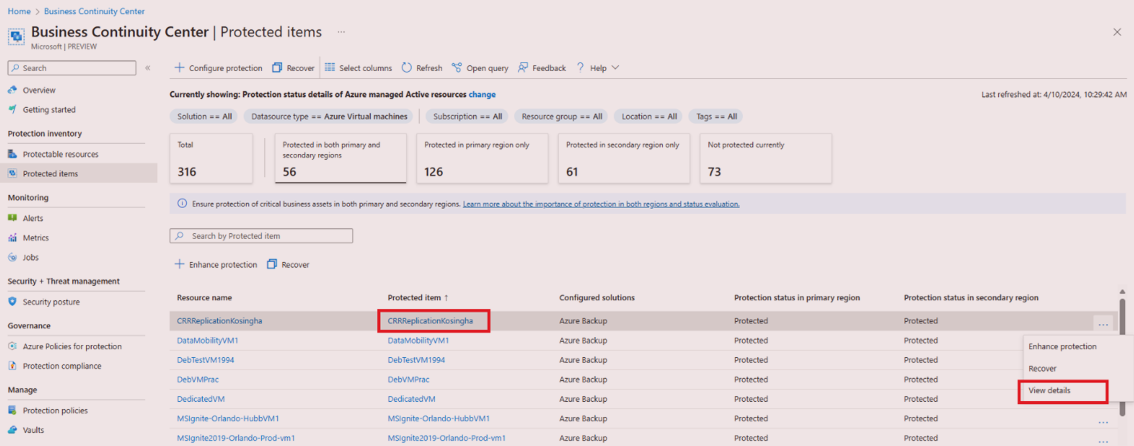 Home > Business Continuity Center
Business Continuity Center | Protected items ...
Microsoft | PREVIEW
Search «
Overview
Getting started
Protection inventory
Protectable resources
Protected items
Monitoring
Alerts
Metrics
Jobs
Security + Threat management
Security posture
Governance
Azure Policies for protection
Protection compliance
Manage
Protection policies
Vaults
+ Configure protection Recover Select columns Refresh Open query Feedback ? Help
Currently showing: Protection status details of Azure managed Active resources change Last refreshed at: 4/10/2024, 10:29:42 AM
Solution == All Datasource type == Azure Virtual machines Subscription == All Resource group == All Location == All Tags == All
Total
316
Protected in both primary and
secondary regions
56
Protected in primary region only
126
Protected in secondary region only
61
Not protected currently
73
Ensure protection of critical business assets in both primary and secondary regions. Learn more about the importance of protection in both regions and status evaluation.
Search by Protected item
+ Enhance protection Recover
Resource name Protected item ↑ Configured solutions Protection status in primary region Protection status in secondary region
CRRReplicationKosingha CRRReplicationKosingha Azure Backup Protected Protected ...
DataMobilityVM1 DataMobilityVM1 Azure Backup Protected Protected
DebTestVM1994 DebTestVM1994 Azure Backup Protected Protected
DebVMPrac DebVMPrac Azure Backup Protected Protected
DedicatedVM DedicatedVM Azure Backup Protected Protected
MSIgnite-Orlando-HubbVM1 MSIgnite-Orlando-HubbVM1 Azure Backup Protected Protected ...
MSIgnite2019-Orlando-Prod-vm1 MSIgnite2019-Orlando-Prod-vm1 Azure Backup Protected Protected ...
Enhance protection
Recover
View details